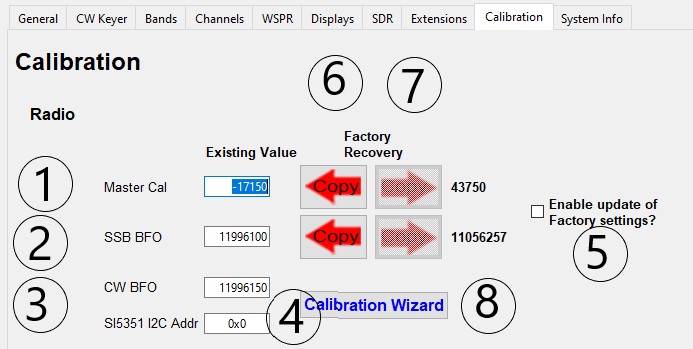 General CW Keyer Bands Channels WSPR Displays SDR Extensions Calibration System Info
Calibration
6 7
Radio
Existing Value Factory Recovery
1 Master Cal -17150 Copy 43750
Enable update of
Factory settings?
2 SSB BFO 11996100 Copy 11056257
5
3 CW BFO 11996150
4 Calibration Wizard 8
SI5351 I2C Addr 0x0